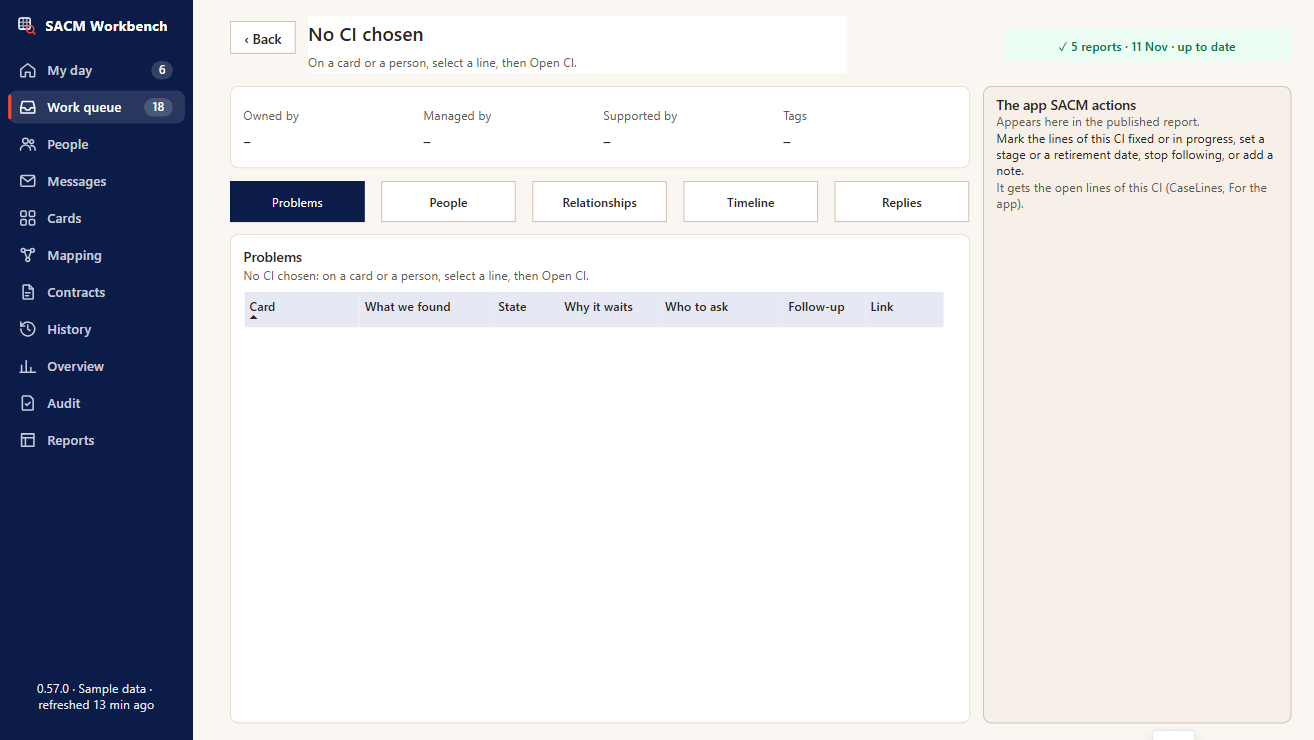 SACM Workbench
My day 6
Work queue 18
People
Messages
Cards
Mapping
Contracts
History
Overview
Audit
Reports
0.57.0 · Sample data ·
refreshed 13 min ago
‹ Back
No CI chosen
On a card or a person, select a line, then Open CI.
✓ 5 reports · 11 Nov · up to date
Owned by Managed by Supported by Tags
– – – –
Problems People Relationships Timeline Replies
Problems
No CI chosen: on a card or a person, select a line, then Open CI.
Card What we found State Why it waits Who to ask Follow-up Link
The app SACM actions
Appears here in the published report.
Mark the lines of this CI fixed or in progress, set a
stage or a retirement date, stop following, or add a
note.
It gets the open lines of this CI (CaseLines, For the
app).